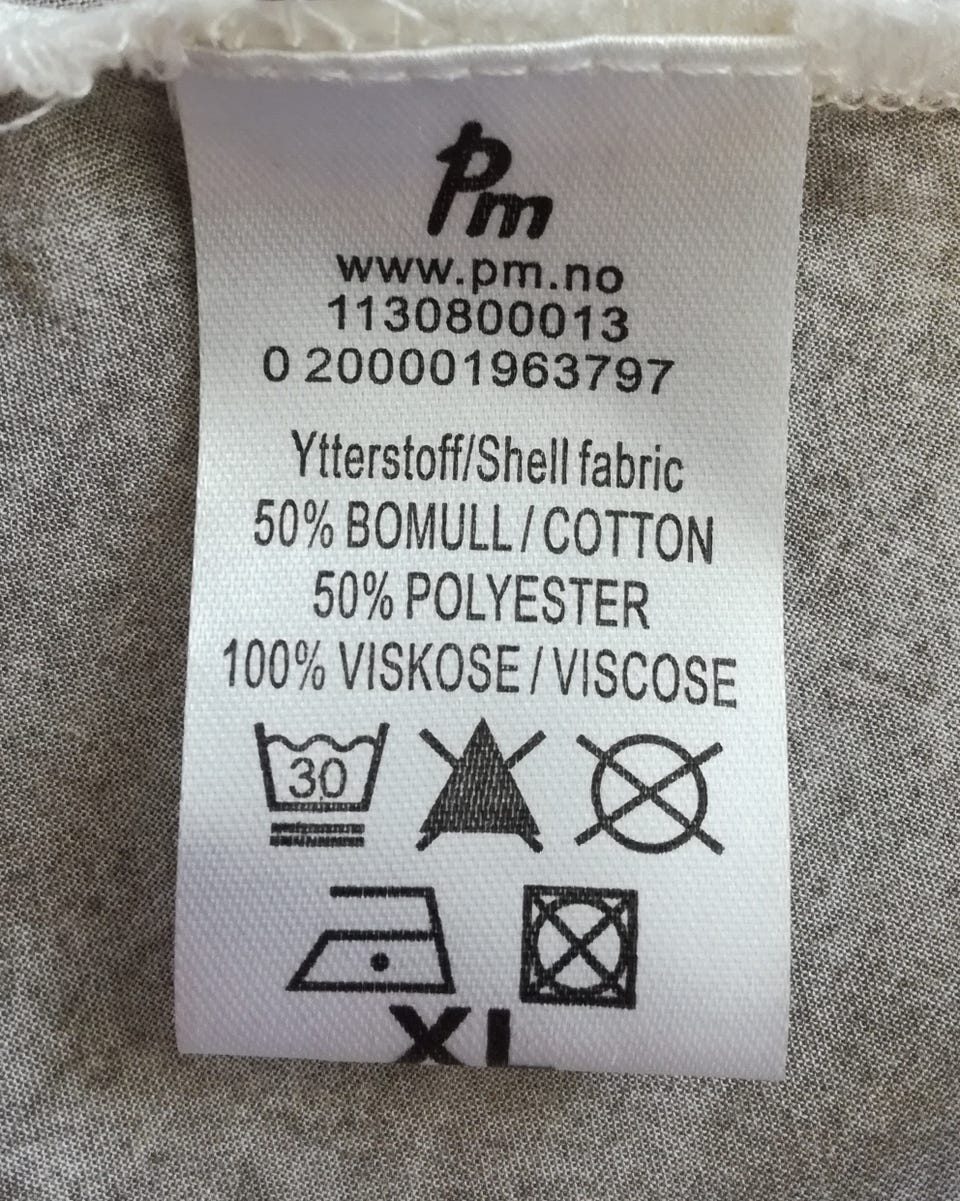 Pm
www.pm.no
1130800013
0 200001963797
Ytterstoff/Shell fabric
50% BOMULL / COTTON
50% POLYESTER
100% VISKOSE / VISCOSE
30
XL